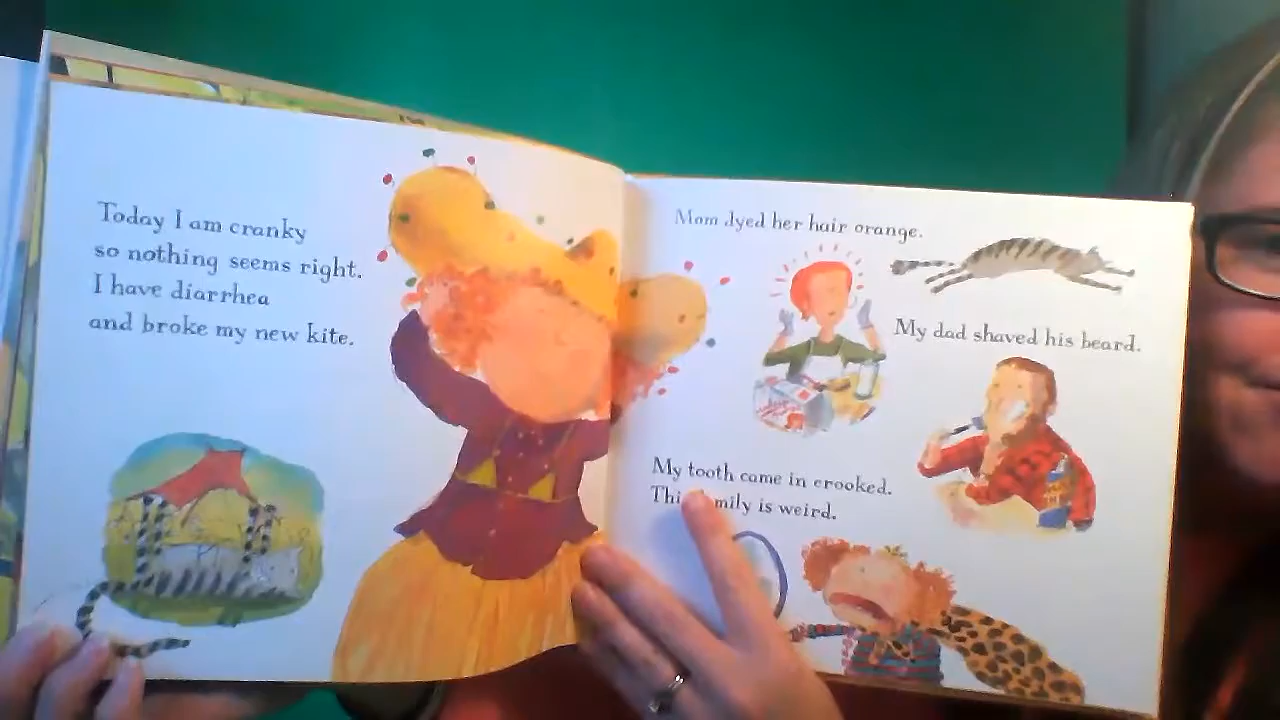 Today I am cranky
so nothing seems right.
I have diarrhea
and broke my new kite.
Mom dyed her hair orange.
My dad shaved his beard.
My tooth came in crooked.
This family is weird.